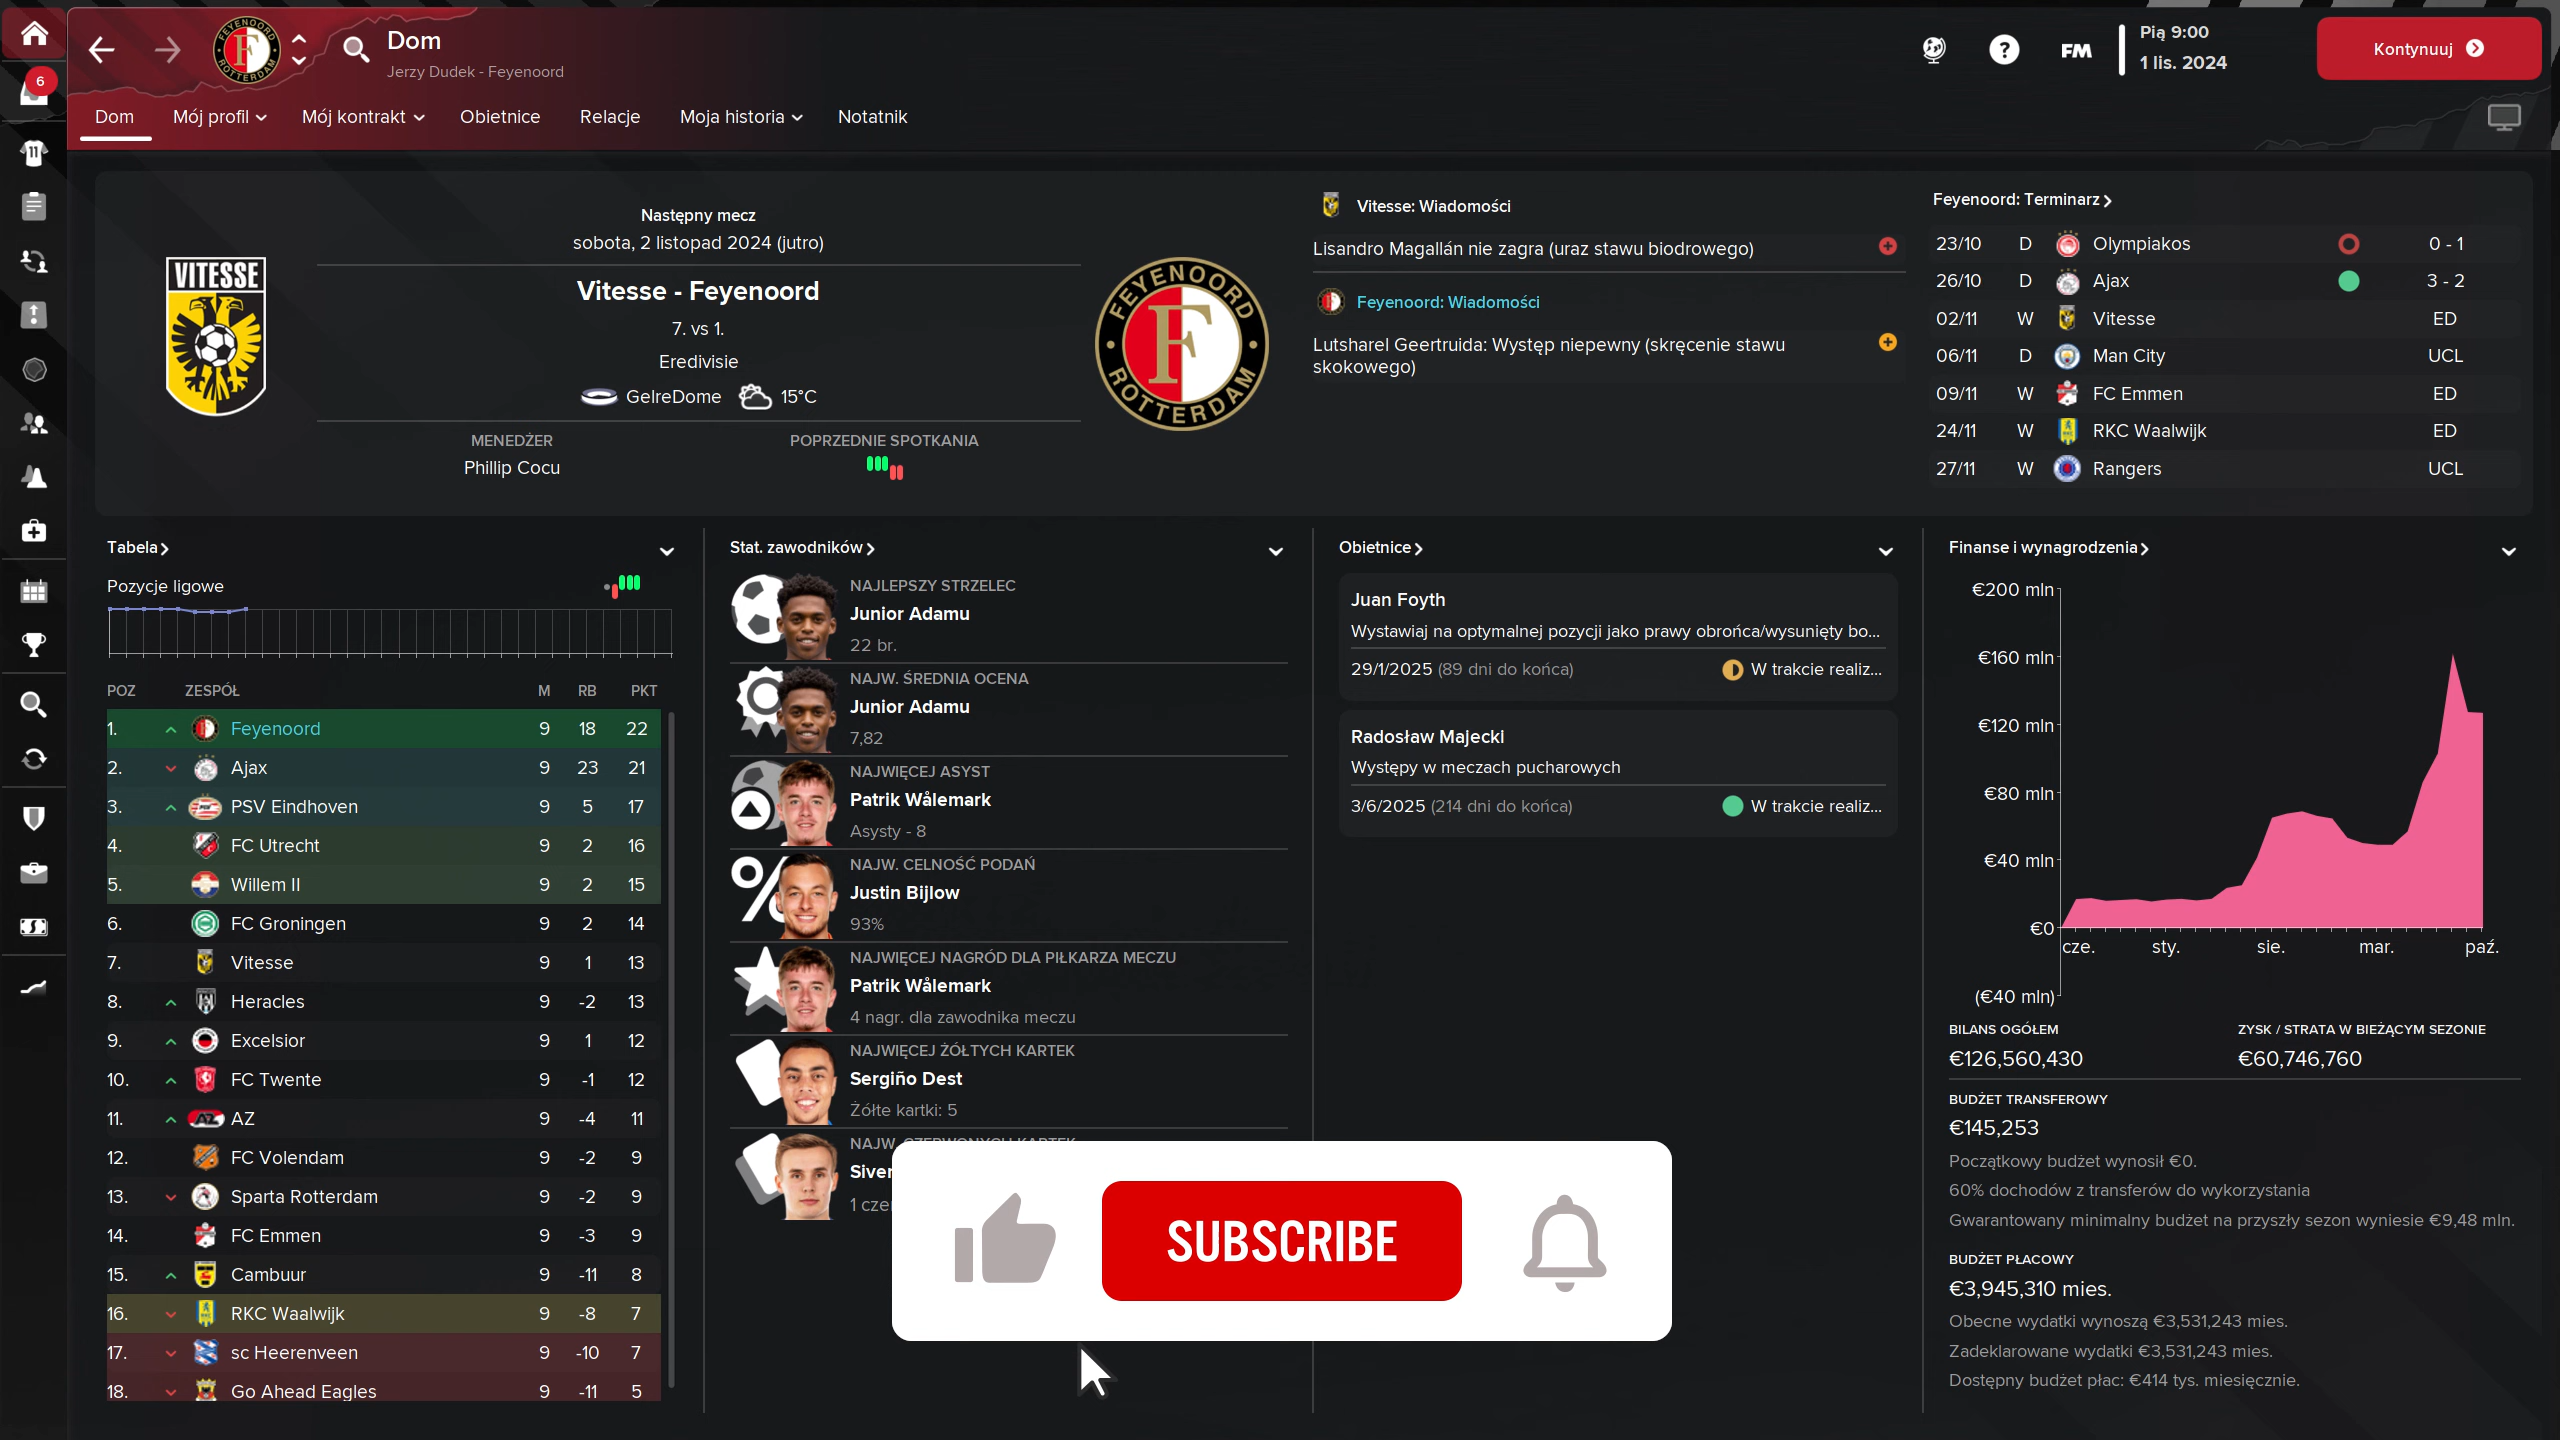 Dom
Jerzy Dudek - Feyenoord
6
FM
Pią 9:00
1 lis. 2024
Kontynuuj
Dom
Mój profil
Mój kontrakt
Obietnice
Relacje
Moja historia
Notatnik
11
VITESSE
Następny mecz
sobota, 2 listopad 2024 (jutro)
Vitesse - Feyenoord
7. vs 1.
Eredivisie
GelreDome 15°C
MENEDŻER
Phillip Cocu
POPRZEDNIE SPOTKANIA
FEYENOORD
F
ROTTERDAM
Vitesse: Wiadomości
Lisandro Magallán nie zagra (uraz stawu biodrowego)
Feyenoord: Wiadomości
Lutsharel Geertruida: Występ niepewny (skręcenie stawu
skokowego)
Feyenoord: Terminarz
23/10 D Olympiakos 0 - 1
26/10 D Ajax 3 - 2
02/11 W Vitesse ED
06/11 D Man City UCL
09/11 W FC Emmen ED
24/11 W RKC Waalwijk ED
27/11 W Rangers UCL
Tabela
Pozycje ligowe
POZ ZESPÓŁ M RB PKT
1. Feyenoord 9 18 22
2. Ajax 9 23 21
3. PSV Eindhoven 9 5 17
4. FC Utrecht 9 2 16
5. Willem II 9 2 15
6. FC Groningen 9 2 14
7. Vitesse 9 1 13
8. Heracles 9 -2 13
9. Excelsior 9 1 12
10. FC Twente 9 -1 12
11. AZ 9 -4 11
12. FC Volendam 9 -2 9
13. Sparta Rotterdam 9 -2 9
14. FC Emmen 9 -3 9
15. Cambuur 9 -11 8
16. RKC Waalwijk 9 -8 7
17. sc Heerenveen 9 -10 7
18. Go Ahead Eagles 9 -11 5
Stat. zawodników
NAJLEPSZY STRZELEC
Junior Adamu
22 br.
NAJW. ŚREDNIA OCENA
Junior Adamu
7,82
NAJWIĘCEJ ASYST
Patrik Wålemark
Asysty - 8
NAJW. CELNOŚĆ PODAŃ
Justin Bijlow
93%
NAJWIĘCEJ NAGRÓD DLA PIŁKARZA MECZU
Patrik Wålemark
4 nagr. dla zawodnika meczu
NAJWIĘCEJ ŻÓŁTYCH KARTEK
Sergiño Dest
Żółte kartki: 5
NAJW. CZERWONYCH KARTEK
Siver
1 cze
Obietnice
Juan Foyth
Wystawiaj na optymalnej pozycji jako prawy obrońca/wysunięty bo...
29/1/2025 (89 dni do końca) W trakcie realiz...
Radosław Majecki
Występy w meczach pucharowych
3/6/2025 (214 dni do końca) W trakcie realiz...
Finanse i wynagrodzenia
€200 mln
€160 mln
€120 mln
€80 mln
€40 mln
€0
(€40 mln)
cze. sty. sie. mar. paź.
BILANS OGÓŁEM
€126,560,430
ZYSK / STRATA W BIEŻĄCYM SEZONIE
€60,746,760
BUDŻET TRANSFEROWY
€145,253
Początkowy budżet wynosił €0.
60% dochodów z transferów do wykorzystania
Gwarantowany minimalny budżet na przyszły sezon wyniesie €9,48 mln.
BUDŻET PŁACOWY
€3,945,310 mies.
Obecne wydatki wynoszą €3,531,243 mies.
Zadeklarowane wydatki €3,531,243 mies.
Dostępny budżet płac: €414 tys. miesięcznie.
SUBSCRIBE